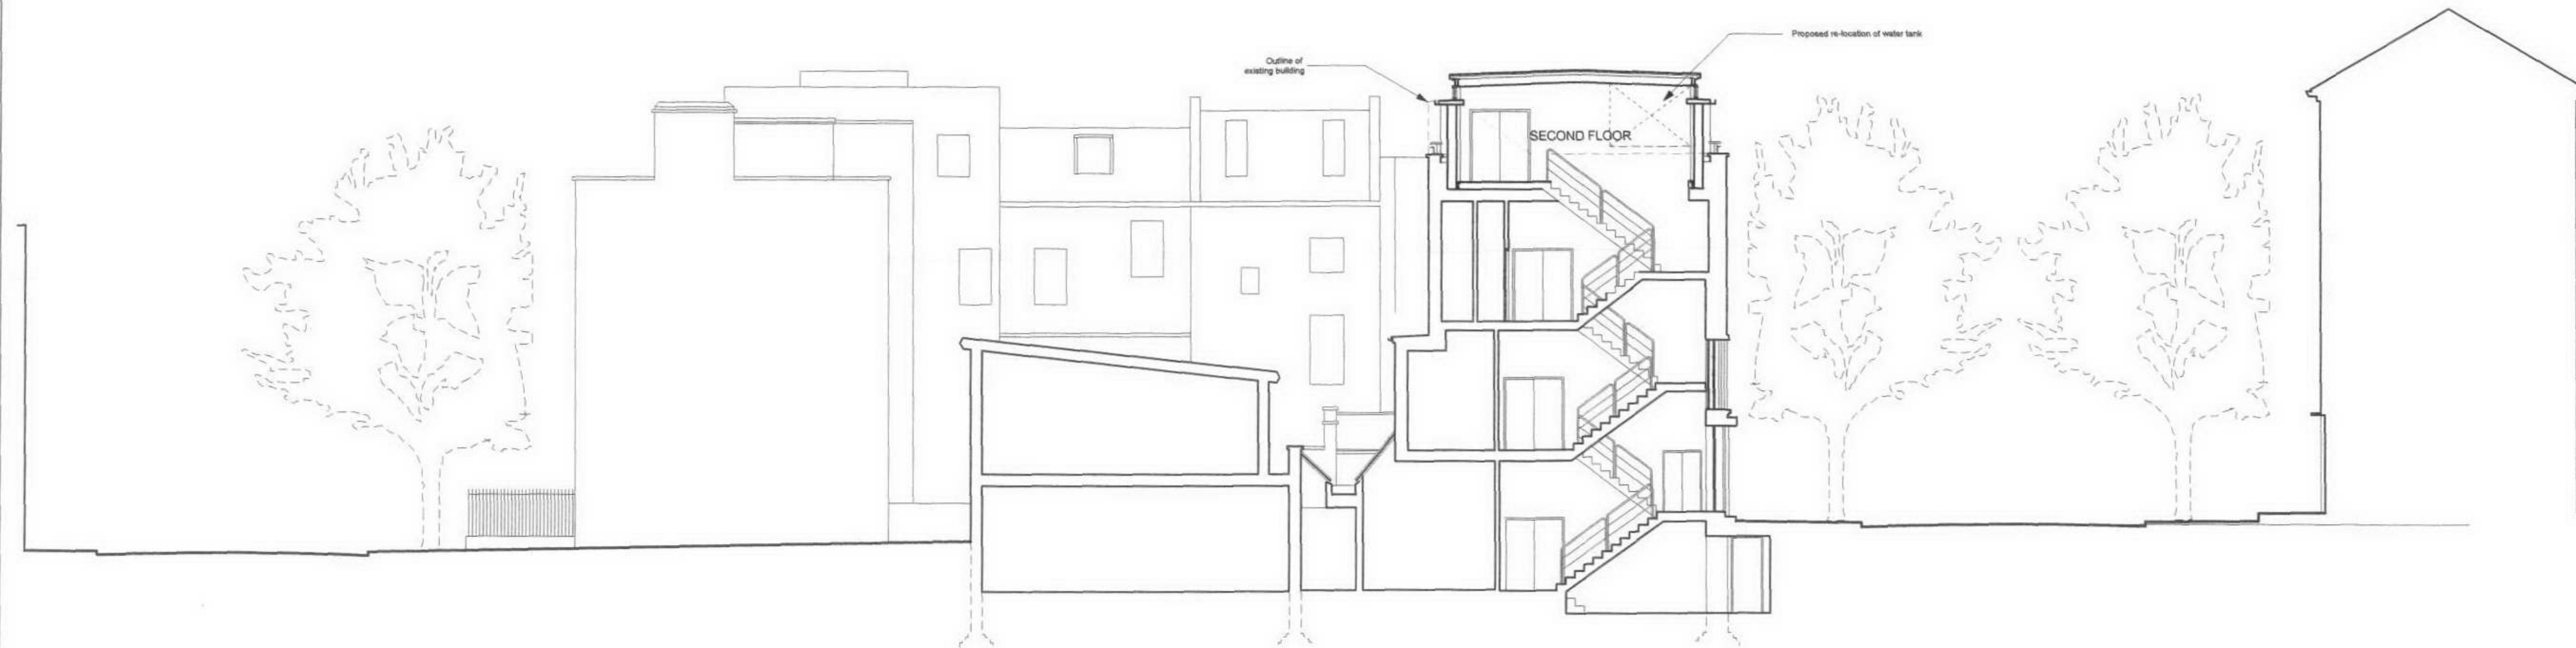 Proposed re-location of water tank
Outline of
existing building
SECOND FLOOR